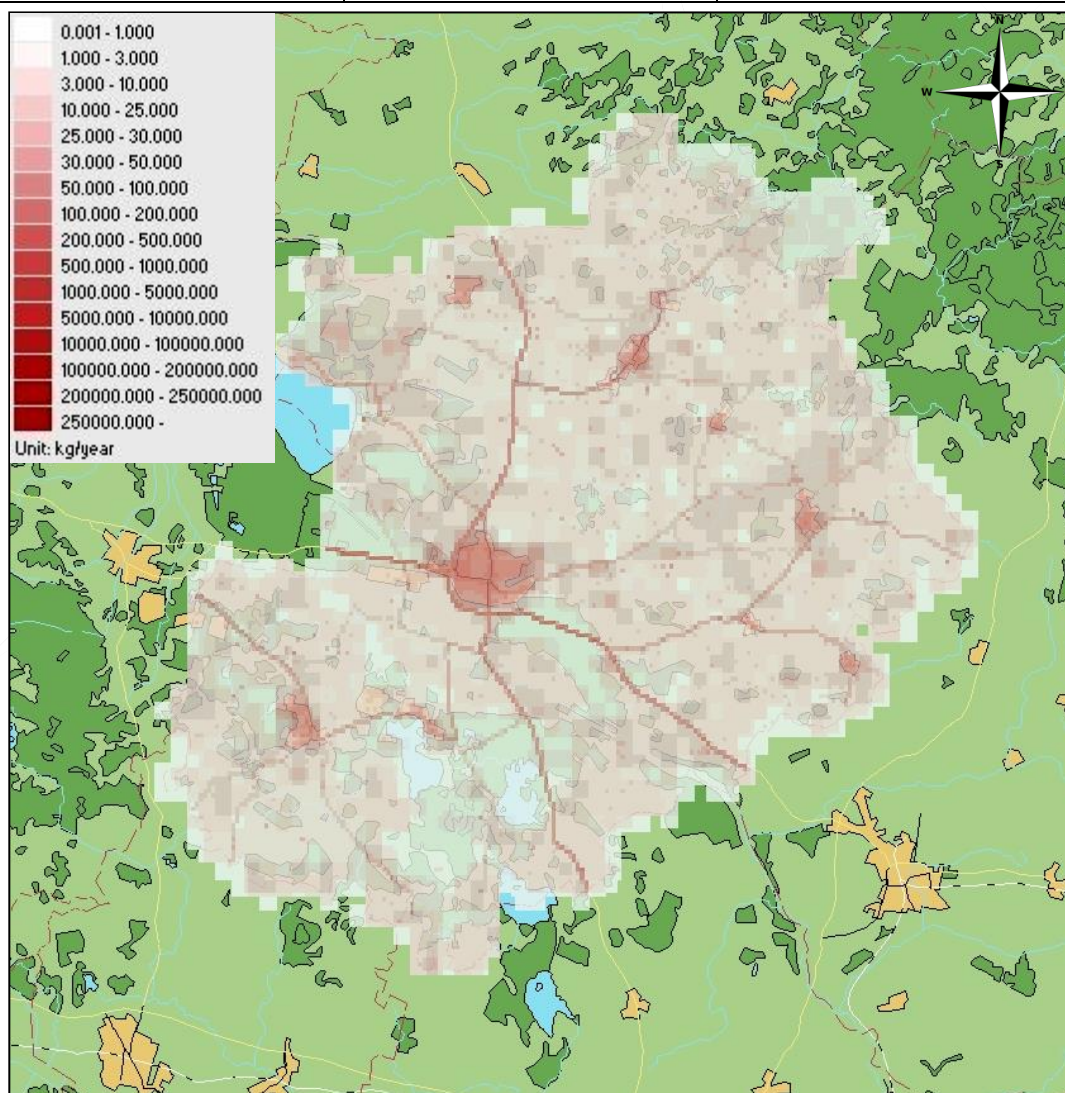 0.001 - 1.000
1.000 - 3.000
3.000 - 10.000
10.000 - 25.000
25.000 - 30.000
30.000 - 50.000
50.000 - 100.000
100.000 - 200.000
200.000 - 500.000
500.000 - 1000.000
1000.000 - 5000.000
5000.000 - 10000.000
10000.000 - 100000.000
100000.000 - 200000.000
200000.000 - 250000.000
250000.000 -
Unit: kg/year
N
W
S